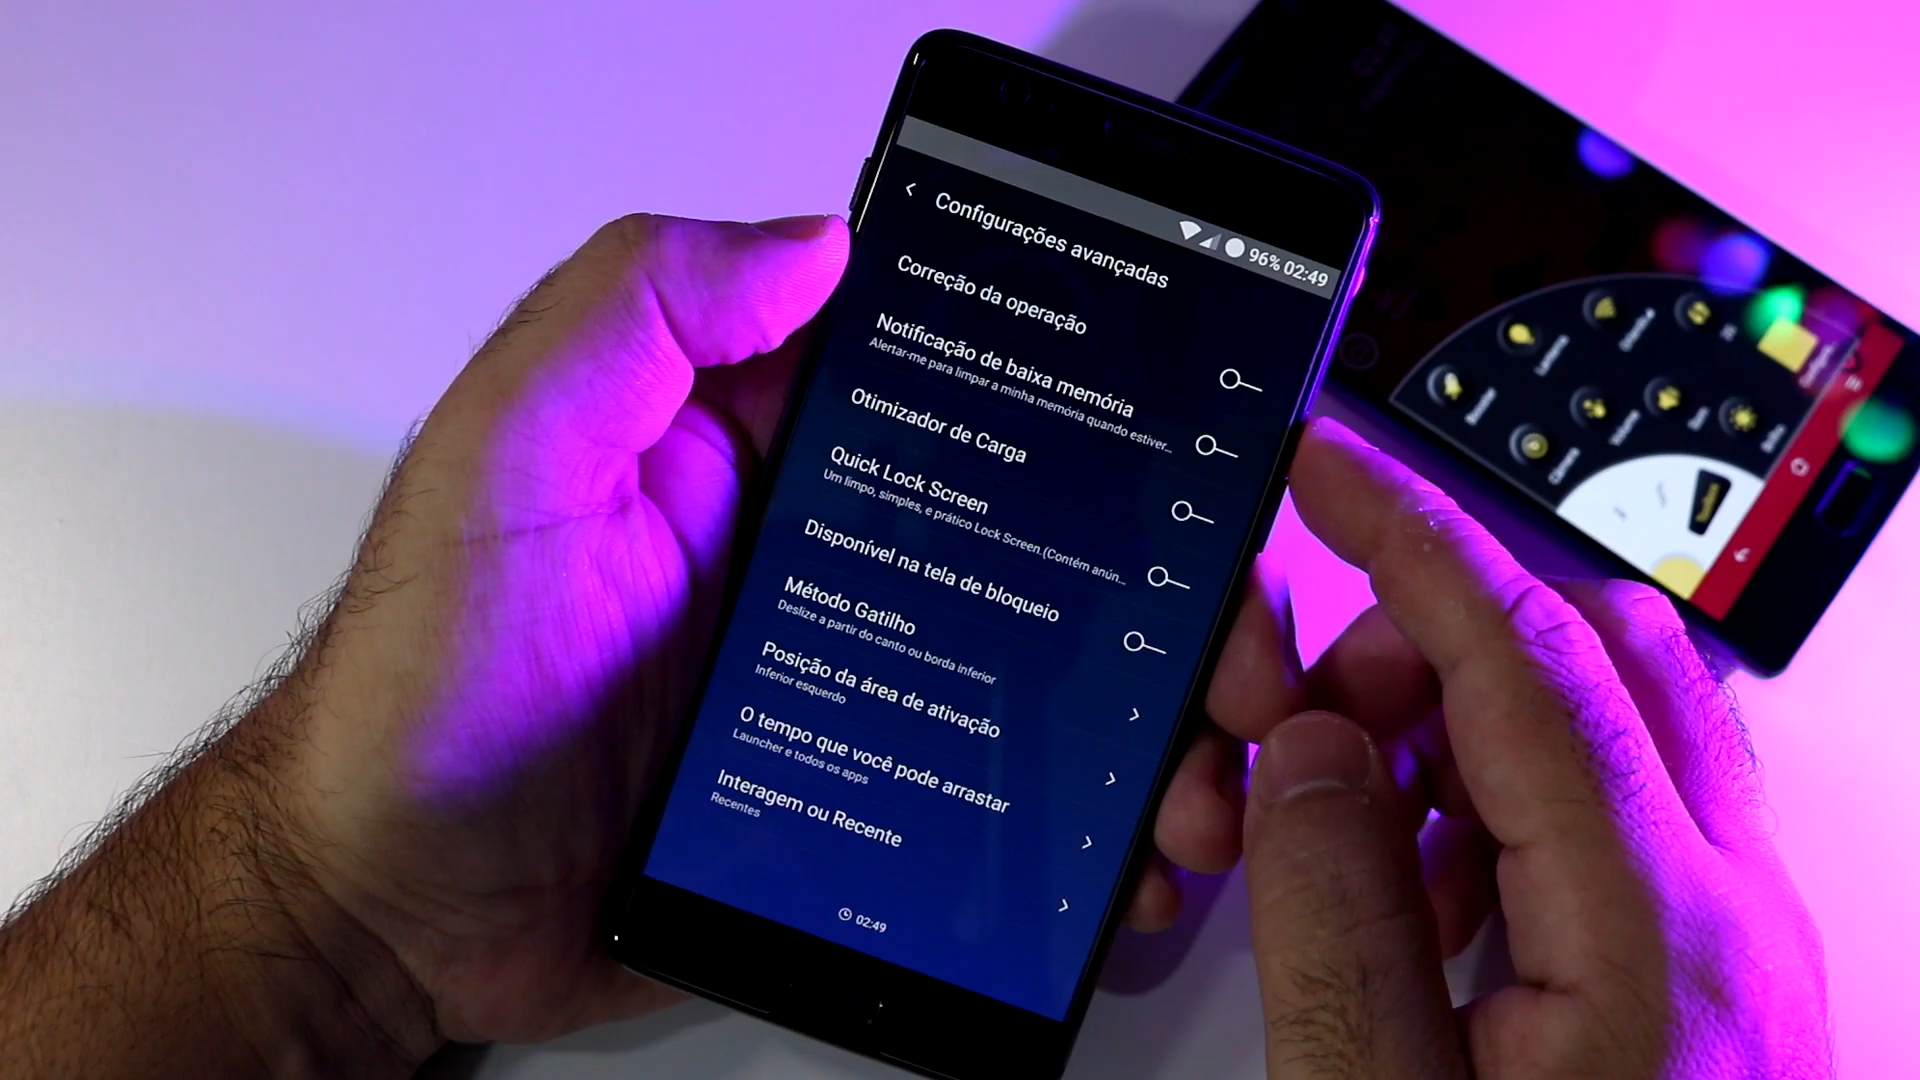 96% 02:49
Configurações avançadas
Correção da operação
Notificação de baixa memória
Alertar-me para limpar a minha memória quando estiver...
Otimizador de Carga
Quick Lock Screen
Um limpo, simples, e prático Lock Screen.(Contém anún...
Disponível na tela de bloqueio
Método Gatilho
Deslize a partir do canto ou borda inferior
Posição da área de ativação
Inferior esquerdo
O tempo que você pode arrastar
Launcher e todos os apps
Interagem ou Recente
Recentes
02:49